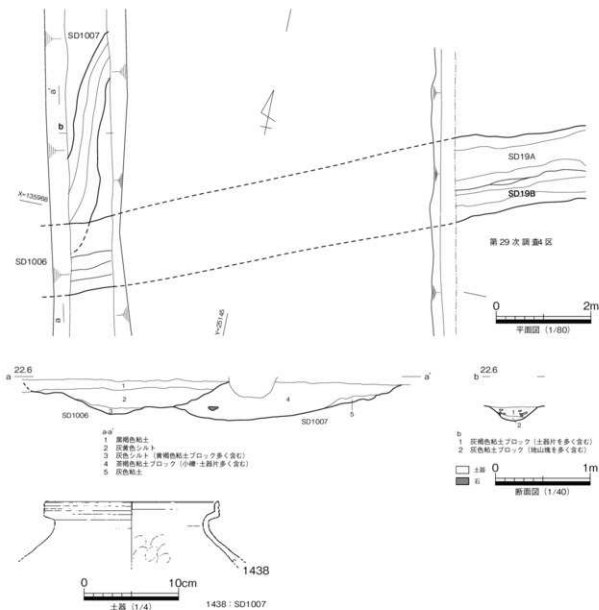 SD1007
a'
b
X=135968
SD19A
SD19B
SD1006
第29次調査4区
a
Y=25145
0 2m
平面図 (1/80)
a 22.6 a'
b 22.6
1
2
3
4
5
SD1006
SD1007
1
2
a-a'
1 黒褐色粘土
2 灰黄色シルト
3 灰色シルト (黄褐色粘土ブロック多く含む)
4 茶褐色粘土ブロック (小礫・土器片多く含む)
5 灰色粘土
b
1 灰褐色粘土ブロック (土器片を多く含む)
2 灰色粘土ブロック (地山塊を多く含む)
土器
石
0 1m
断面図 (1/40)
1438
0 10cm
土器 (1/4)
1438：SD1007